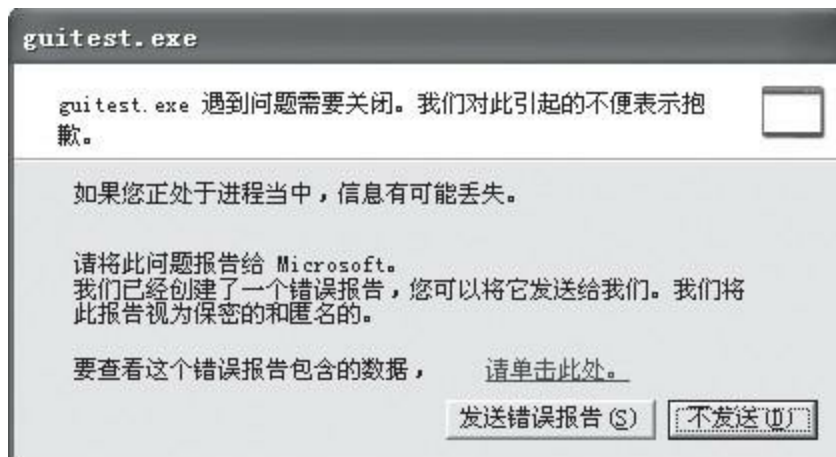 guitest.exe
guitest.exe 遇到问题需要关闭。我们对此引起的不便表示抱
歉。
如果您正处于进程当中，信息有可能丢失。
请将此问题报告给 Microsoft。
我们已经创建了一个错误报告，您可以将它发送给我们。我们将
此报告视为保密的和匿名的。
要查看这个错误报告包含的数据， 请单击此处。
发送错误报告(S) 不发送(D)